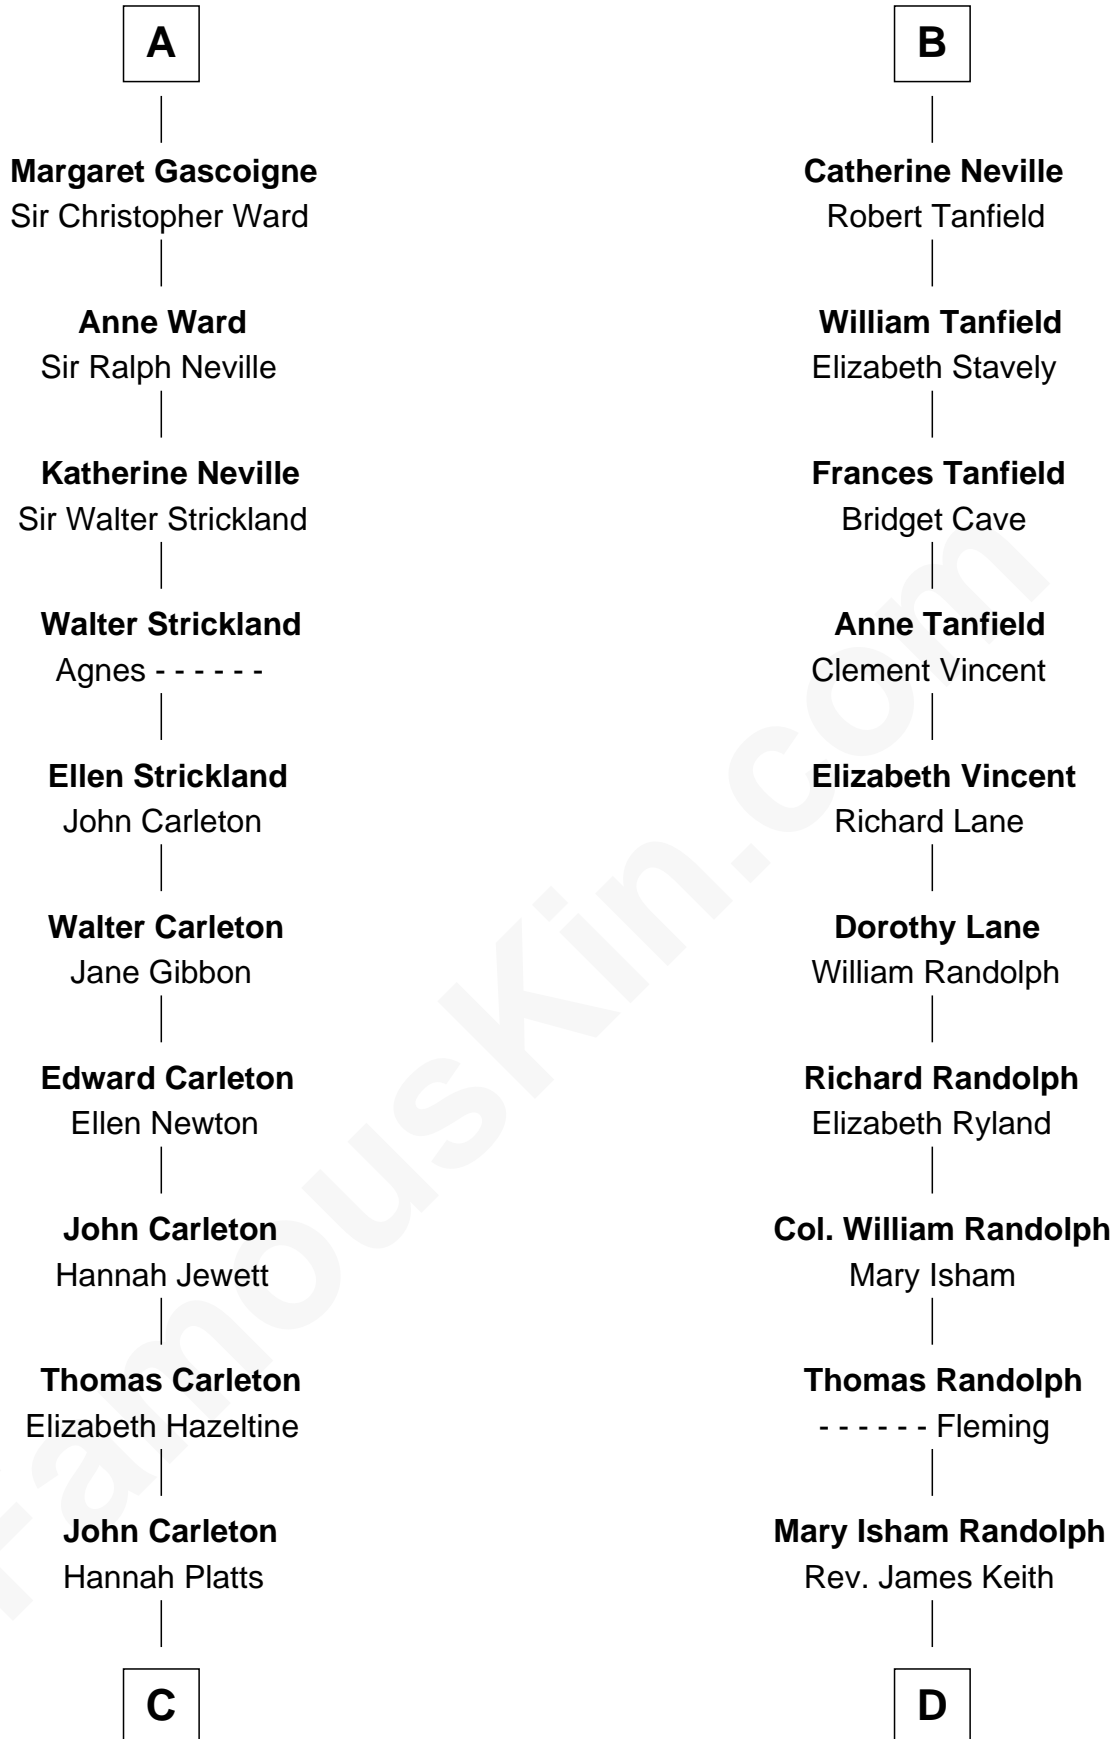 A
Margaret Gascoigne
Sir Christopher Ward
Anne Ward
Sir Ralph Neville
Katherine Neville
Sir Walter Strickland
Walter Strickland
Agnes - - - - - -
Ellen Strickland
John Carleton
Walter Carleton
Jane Gibbon
Edward Carleton
Ellen Newton
John Carleton
Hannah Jewett
Thomas Carleton
Elizabeth Hazeltine
John Carleton
Hannah Platts
C
B
Catherine Neville
Robert Tanfield
William Tanfield
Elizabeth Stavely
Frances Tanfield
Bridget Cave
Anne Tanfield
Clement Vincent
Elizabeth Vincent
Richard Lane
Dorothy Lane
William Randolph
Richard Randolph
Elizabeth Ryland
Col. William Randolph
Mary Isham
Thomas Randolph
- - - - - - Fleming
Mary Isham Randolph
Rev. James Keith
D
FamousKin.com